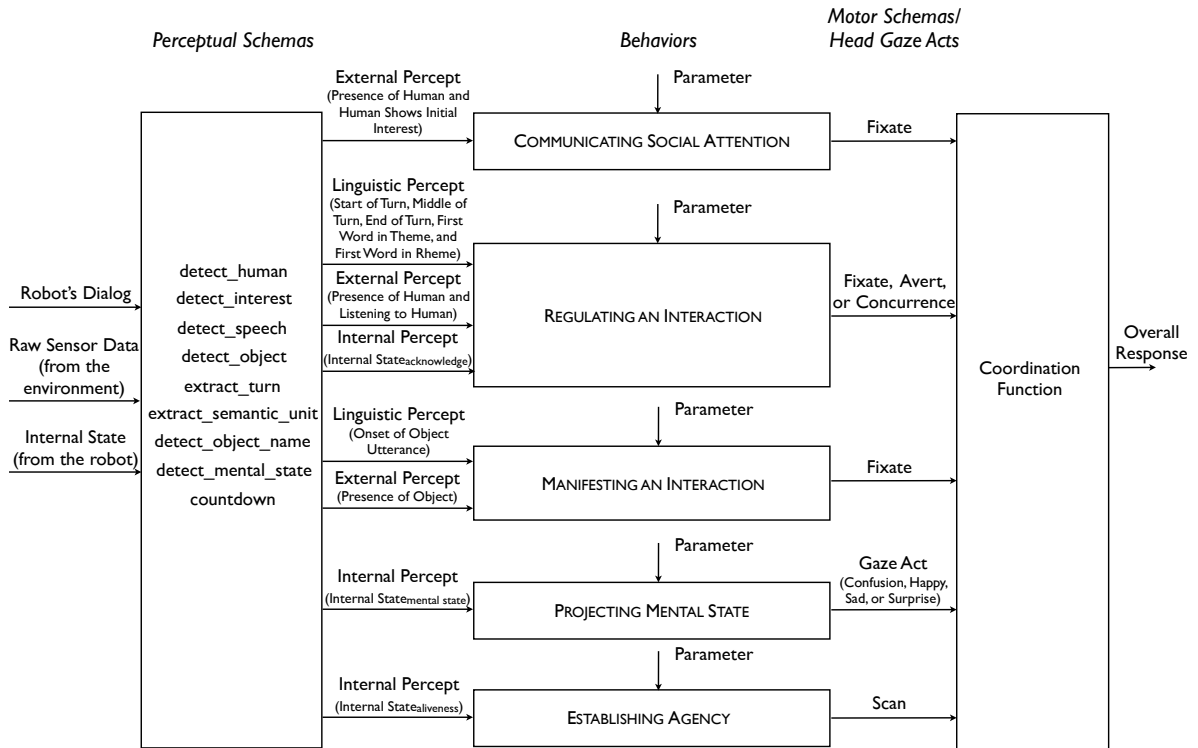 Perceptual Schemas
Behaviors
Motor Schemas/
Head Gaze Acts
Robot's Dialog
Raw Sensor Data
(from the
environment)
Internal State
(from the robot)
detect_human
detect_interest
detect_speech
detect_object
extract_turn
extract_semantic_unit
detect_object_name
detect_mental_state
countdown
External Percept
(Presence of Human and
Human Shows Initial
Interest)
Parameter
COMMUNICATING SOCIAL ATTENTION
Fixate
Linguistic Percept
(Start of Turn, Middle of
Turn, End of Turn, First
Word in Theme, and
First Word in Rheme)
External Percept
(Presence of Human and
Listening to Human)
Internal Percept
(Internal Stateacknowledge)
Parameter
REGULATING AN INTERACTION
Fixate, Avert,
or Concurrence
Linguistic Percept
(Onset of Object
Utterance)
External Percept
(Presence of Object)
Parameter
MANIFESTING AN INTERACTION
Fixate
Internal Percept
(Internal Statemental state)
Parameter
PROJECTING MENTAL STATE
Gaze Act
(Confusion, Happy,
Sad, or Surprise)
Internal Percept
(Internal Statealiveness)
Parameter
ESTABLISHING AGENCY
Scan
Coordination
Function
Overall
Response